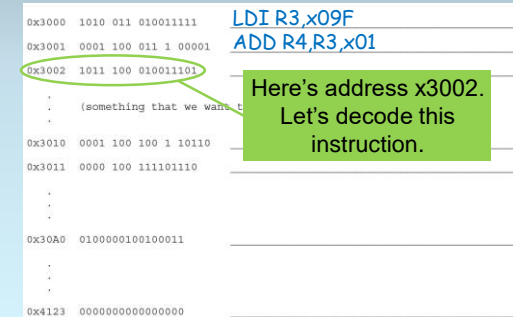 0x3000 1010 011 010011111 LDI R3,x09F
0x3001 0001 100 011 1 00001 ADD R4,R3,x01
0x3002 1011 100 010011101
Here's address x3002.
Let's decode this
instruction.
. (something that we want t
0x3010 0001 100 100 1 10110
0x3011 0000 100 111101110
.
.
.
0x30A0 0100000100100011
.
.
.
0x4123 0000000000000000